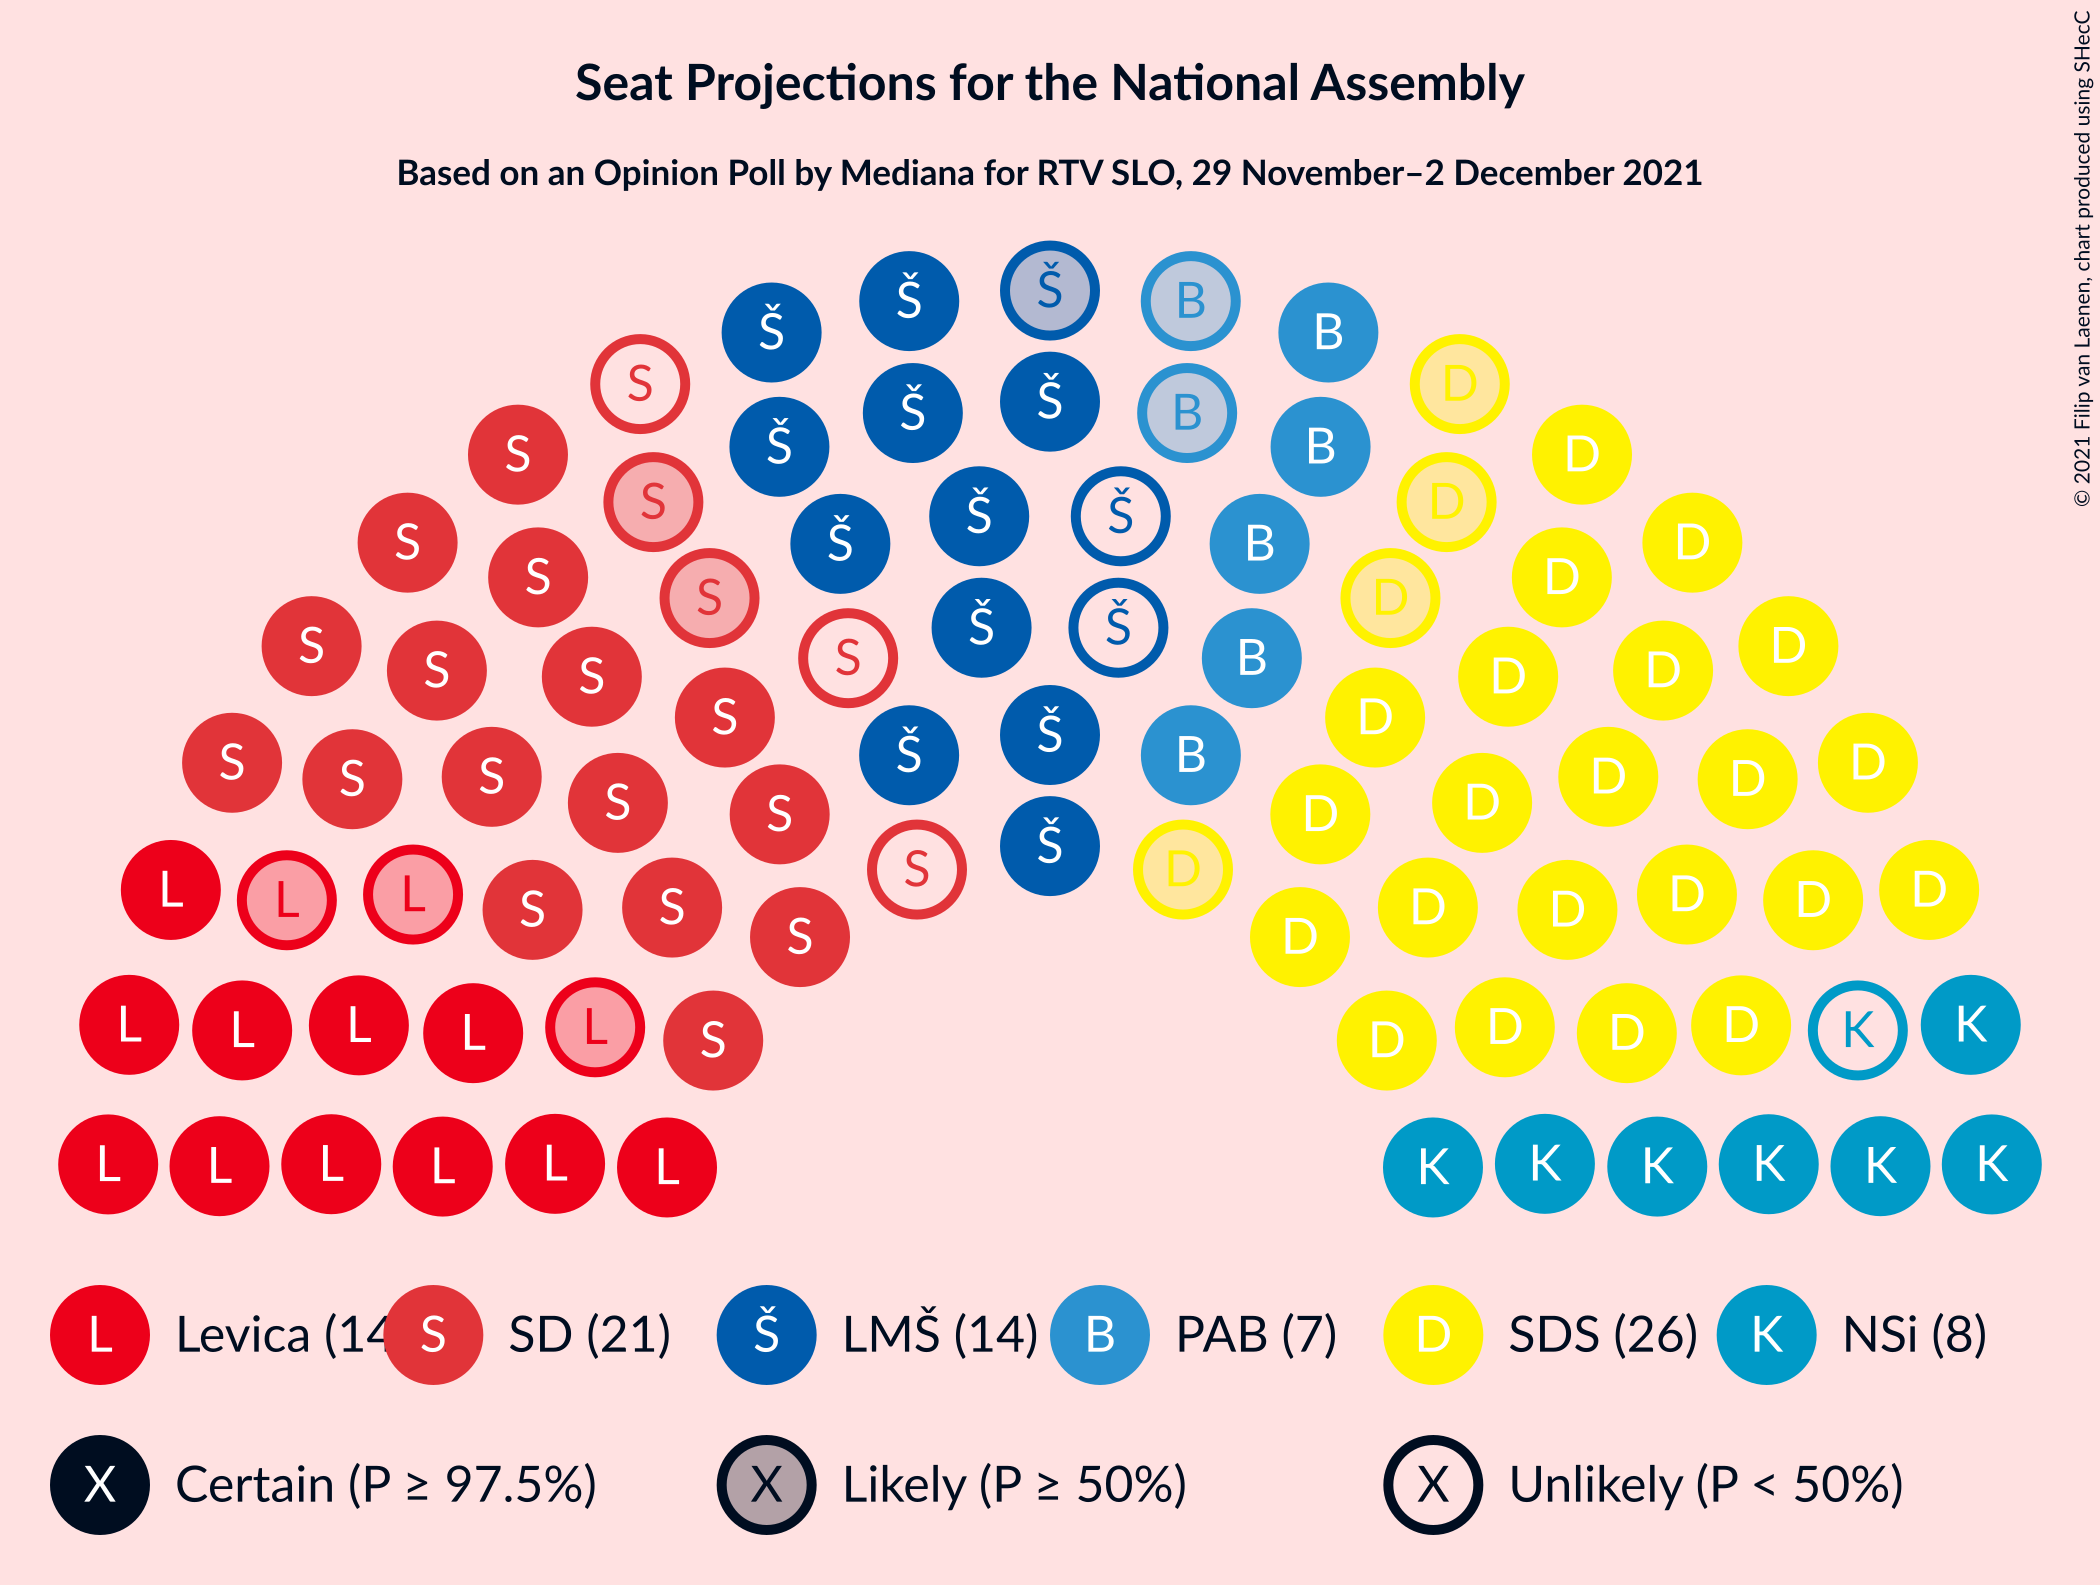 Seat Projections for the National Assembly
Based on an Opinion Poll by Mediana for RTV SLO, 29 November–2 December 2021
© 2021 Filip van Laenen, chart produced using SHecC
Š B
Š Š B
S D
Š B
Š Š B
S D
S D
Š Š
S D
S D
Š B
S D
S D
Š Š
S D
S B
S D
S D
S D
S D
Š
Š B
S D
S D
S D
S D
S D
Š
S D
L D
L D
L D
S D
S D
S D
L K
L K
L D
L D
L D
S D
L L L L L L K K K K K K
L Levica (14 S SD (21) Š LMŠ (14) B PAB (7) D SDS (26) K NSi (8)
X Certain (P ≥ 97.5%) X Likely (P ≥ 50%) X Unlikely (P < 50%)